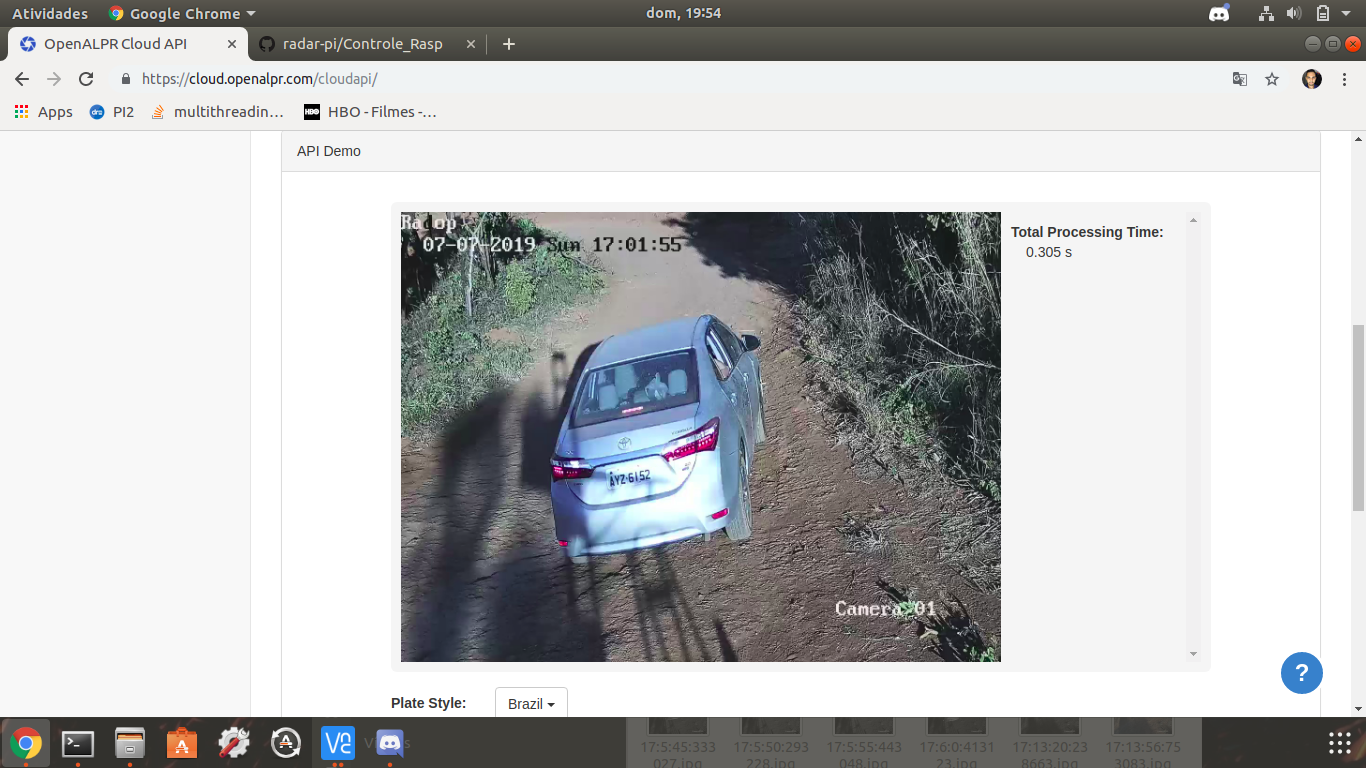 Atividades Google Chrome dom, 19:54
OpenALPR Cloud API radar-pi/Controle_Rasp
https://cloud.openalpr.com/cloudapi/
Apps PI2 multithreadin… HBO - Filmes -…
HBO
API Demo
Radop
07-07-2019 Sun 17:01:55
Total Processing Time:
0.305 s
AYZ-6152
Camera 01
?
Plate Style: Brazil
17:5:45:333 17:5:50:293 17:5:55:443 17:6:0:4131 17:13:20:23 17:13:56:75
027.jpg 228.jpg 048.jpg 23.jpg 8663.jpg 3083.jpg